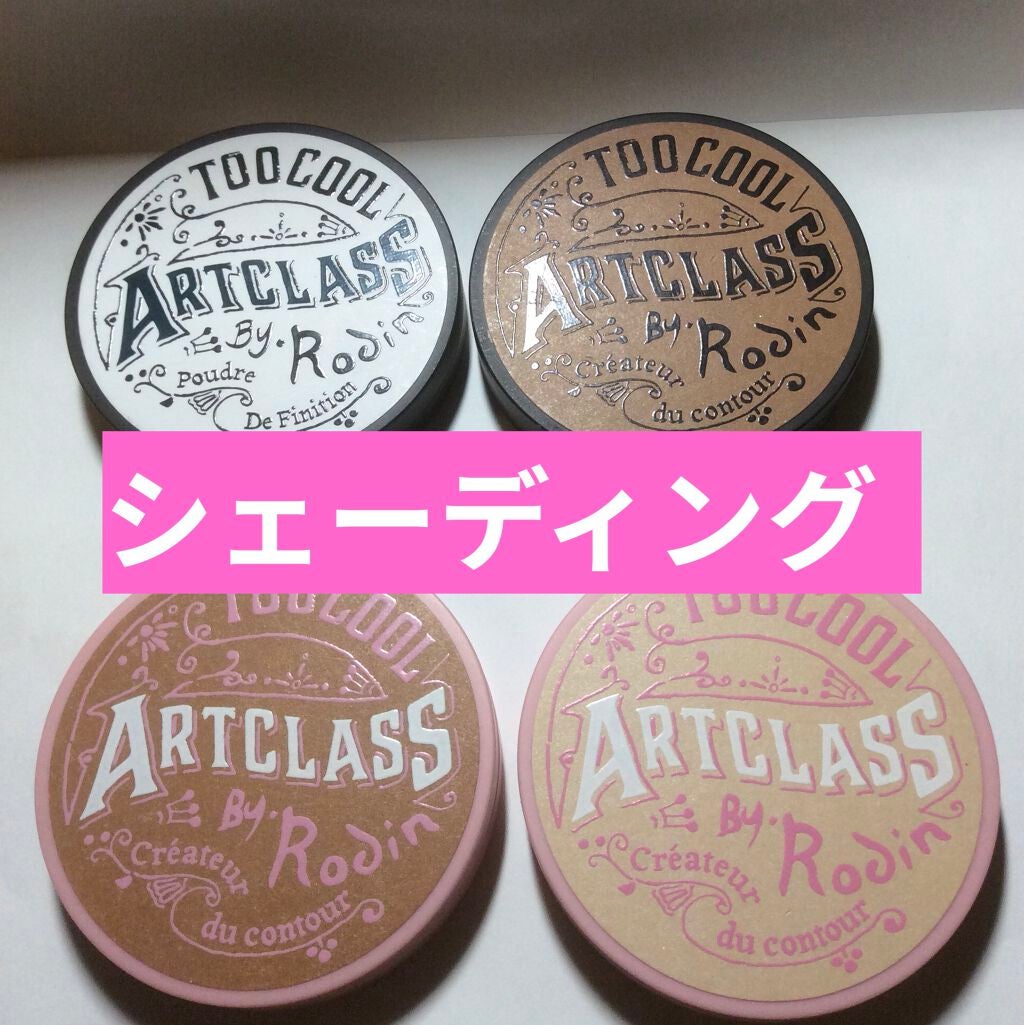 TOO COOL
ARTCLASS
By. Rodin
Poudre
De Finition
TOO COOL
ARTCLASS
By. Rodin
Créateur
du contour
シェーディング
TOO COOL
ARTCLASS
By. Rodin
Créateur
du contour
TOO COOL
ARTCLASS
By. Rodin
Créateur
du contour